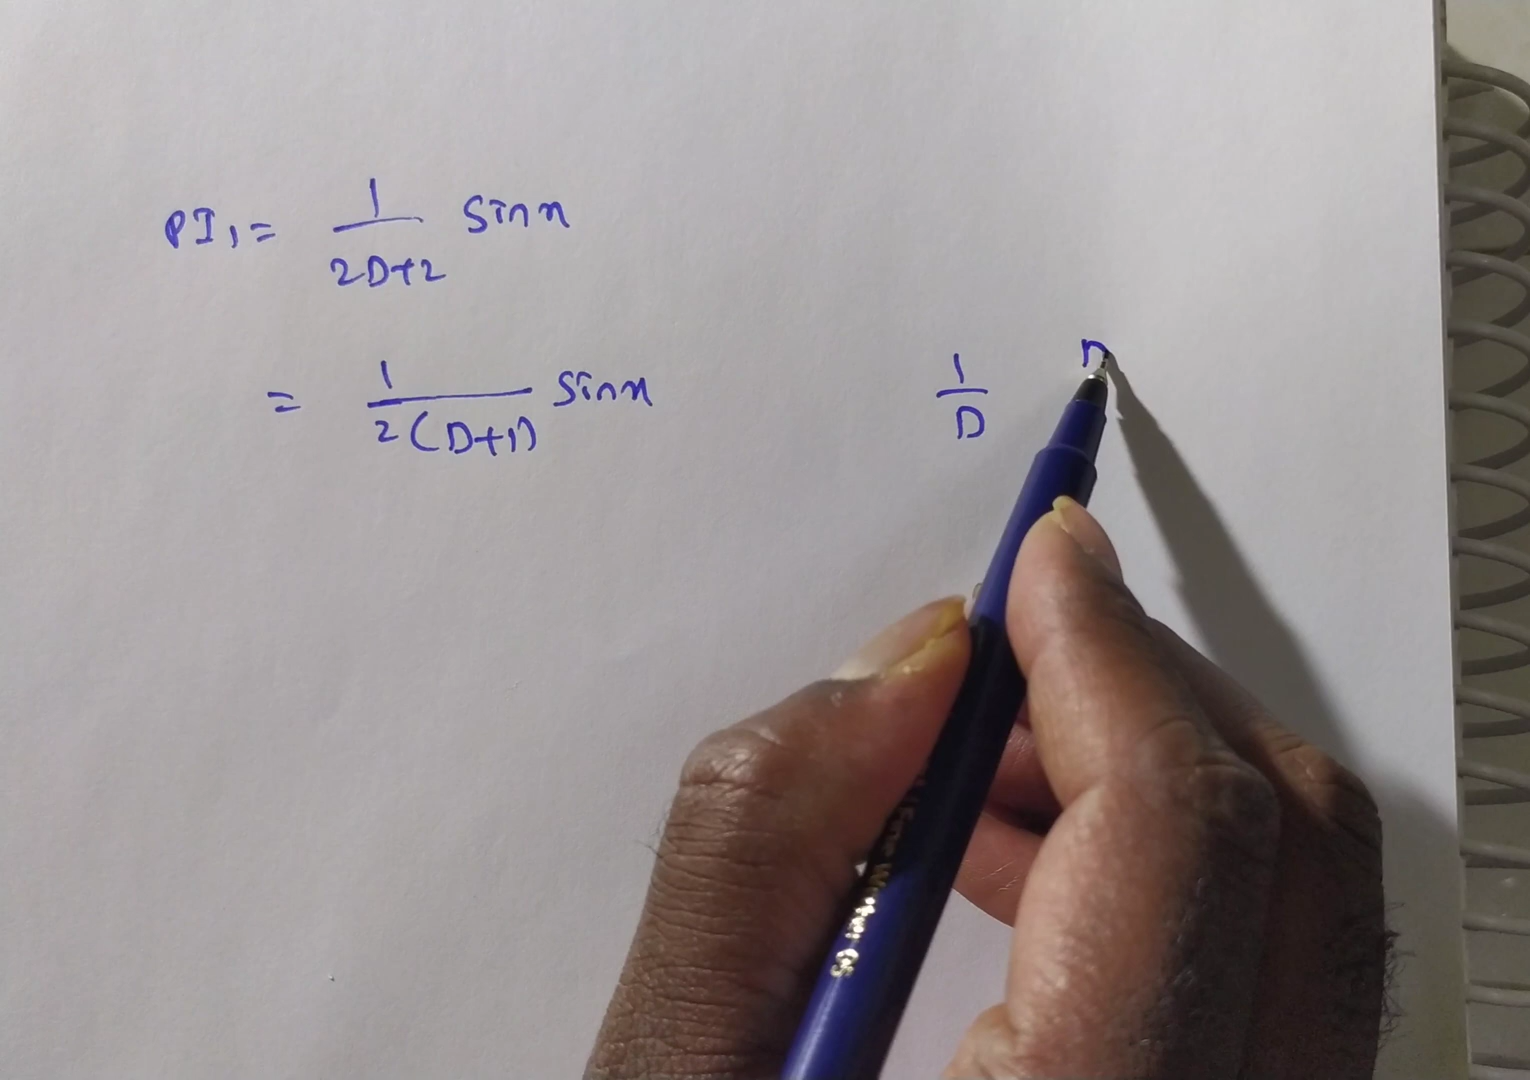 PI₁ = 1/(2D+2) Sinx
= 1/(2(D+1)) Sinx
1/D